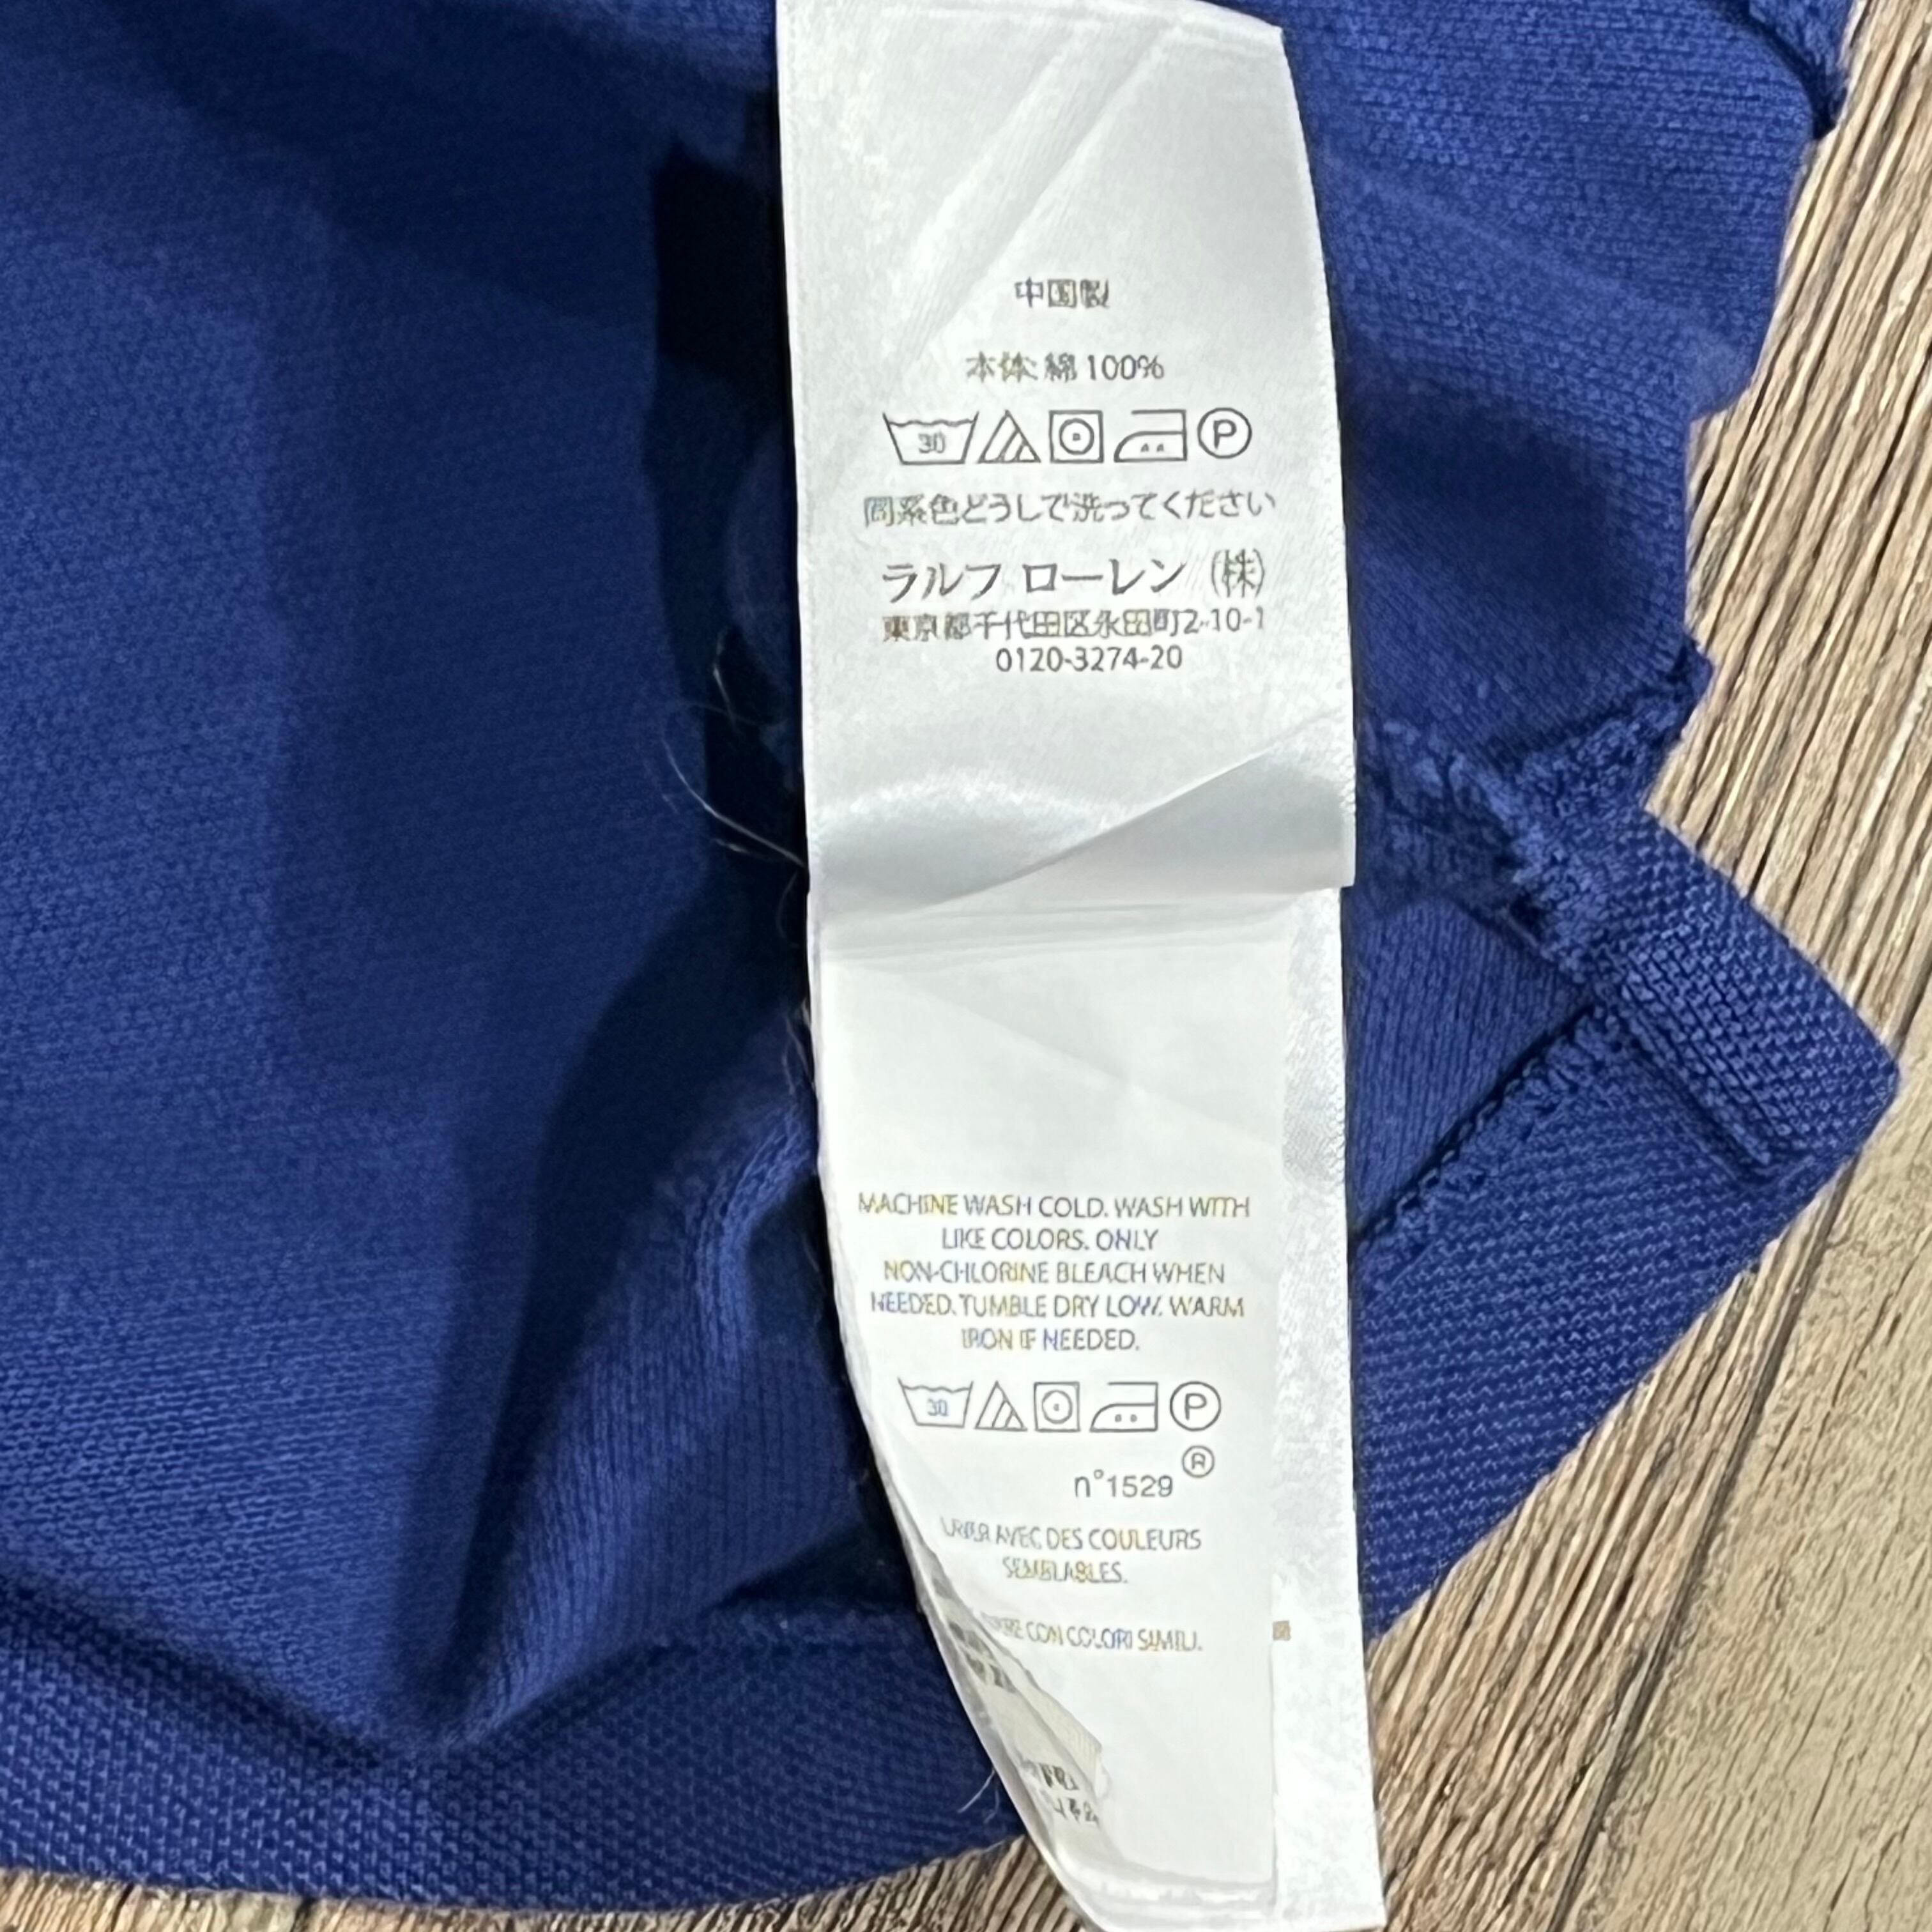 中国製
本体: 綿 100%
30 P
同系色どうしで洗ってください
ラルフ ローレン (株)
東京都千代田区永田町2-10-1
0120-3274-20
MACHINE WASH COLD. WASH WITH
LIKE COLORS. ONLY
NON-CHLORINE BLEACH WHEN
NEEDED. TUMBLE DRY LOW. WARM
IRON IF NEEDED.
30 P
®
n°1529
AVEC DES COULEURS
SEMBLABLES.
CON COLORI SIMILI.